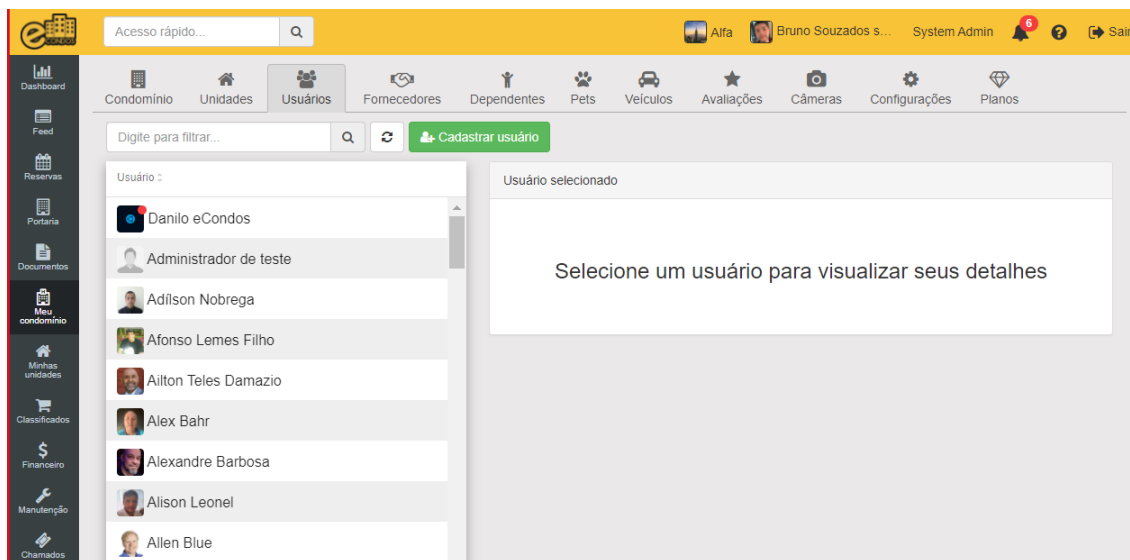 e
CONDOS
Acesso rápido...
Alfa
Bruno Souzados s...
System Admin
6
Sair
Dashboard
Feed
Reservas
Portaria
Documentos
Meu
condomínio
Minhas
unidades
Classificados
Financeiro
Manutenção
Chamados
Condomínio
Unidades
Usuários
Fornecedores
Dependentes
Pets
Veículos
Avaliações
Câmeras
Configurações
Planos
Digite para filtrar...
Cadastrar usuário
Usuário
Danilo eCondos
Administrador de teste
Adílson Nobrega
Afonso Lemes Filho
Ailton Teles Damazio
Alex Bahr
Alexandre Barbosa
Alison Leonel
Allen Blue
Usuário selecionado
Selecione um usuário para visualizar seus detalhes